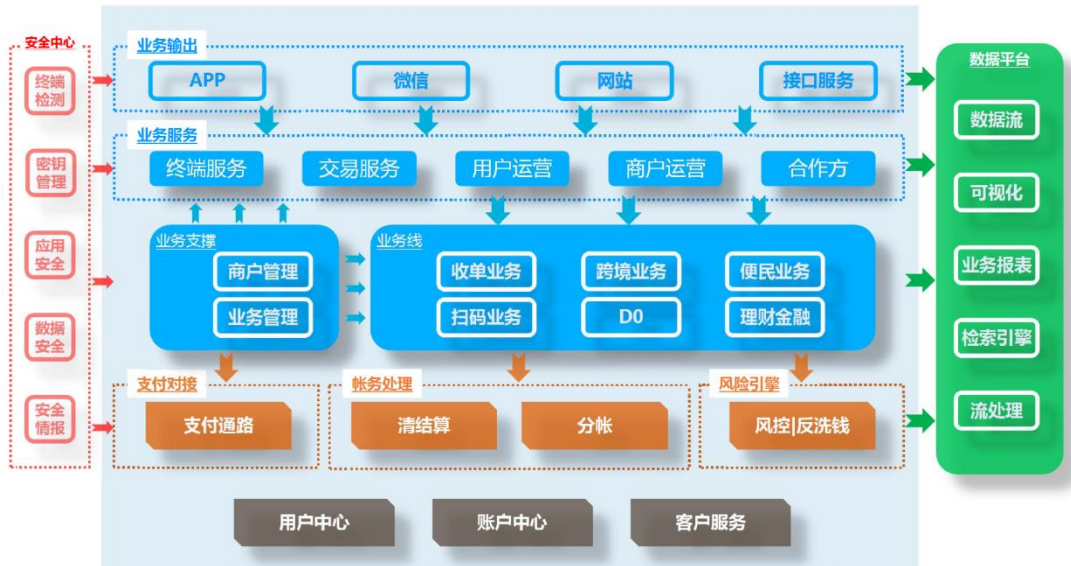 安全中心
终端
检测
密钥
管理
应用
安全
数据
安全
安全
情报
业务输出
APP
微信
网站
接口服务
业务服务
终端服务
交易服务
用户运营
商户运营
合作方
业务支撑
商户管理
业务管理
业务线
收单业务
跨境业务
便民业务
扫码业务
D0
理财金融
支付对接
支付通路
帐务处理
清结算
分帐
风险引擎
风控|反洗钱
用户中心
账户中心
客户服务
数据平台
数据流
可视化
业务报表
检索引擎
流处理